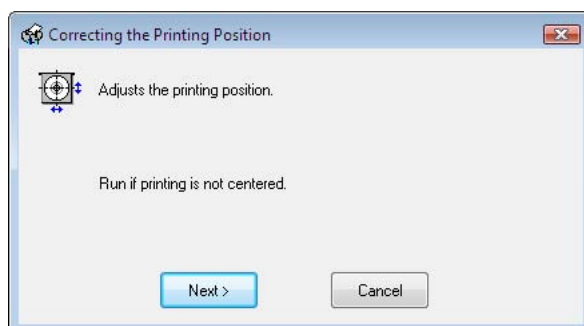 Correcting the Printing Position
Adjusts the printing position.
Run if printing is not centered.
Next >
Cancel